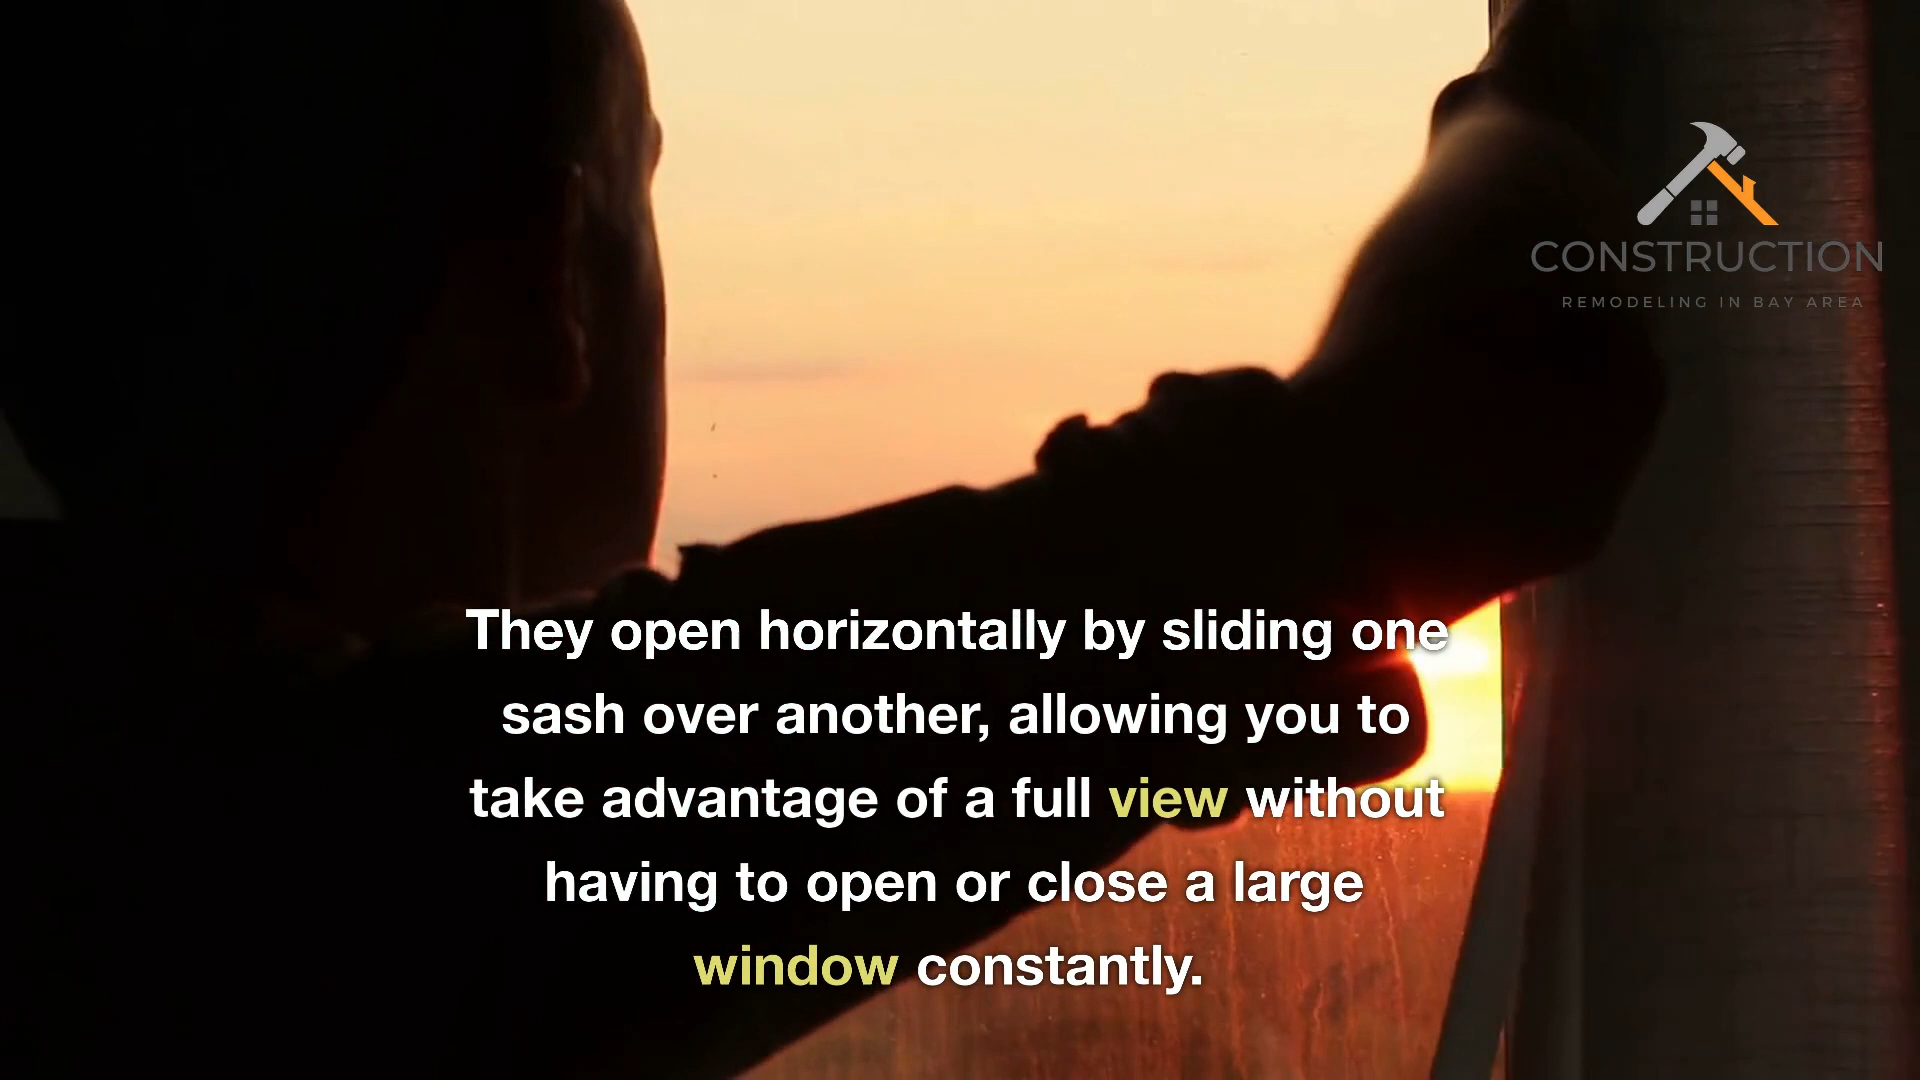 CONSTRUCTION
REMODELING IN BAY AREA
They open horizontally by sliding one
sash over another, allowing you to
take advantage of a full view without
having to open or close a large
window constantly.